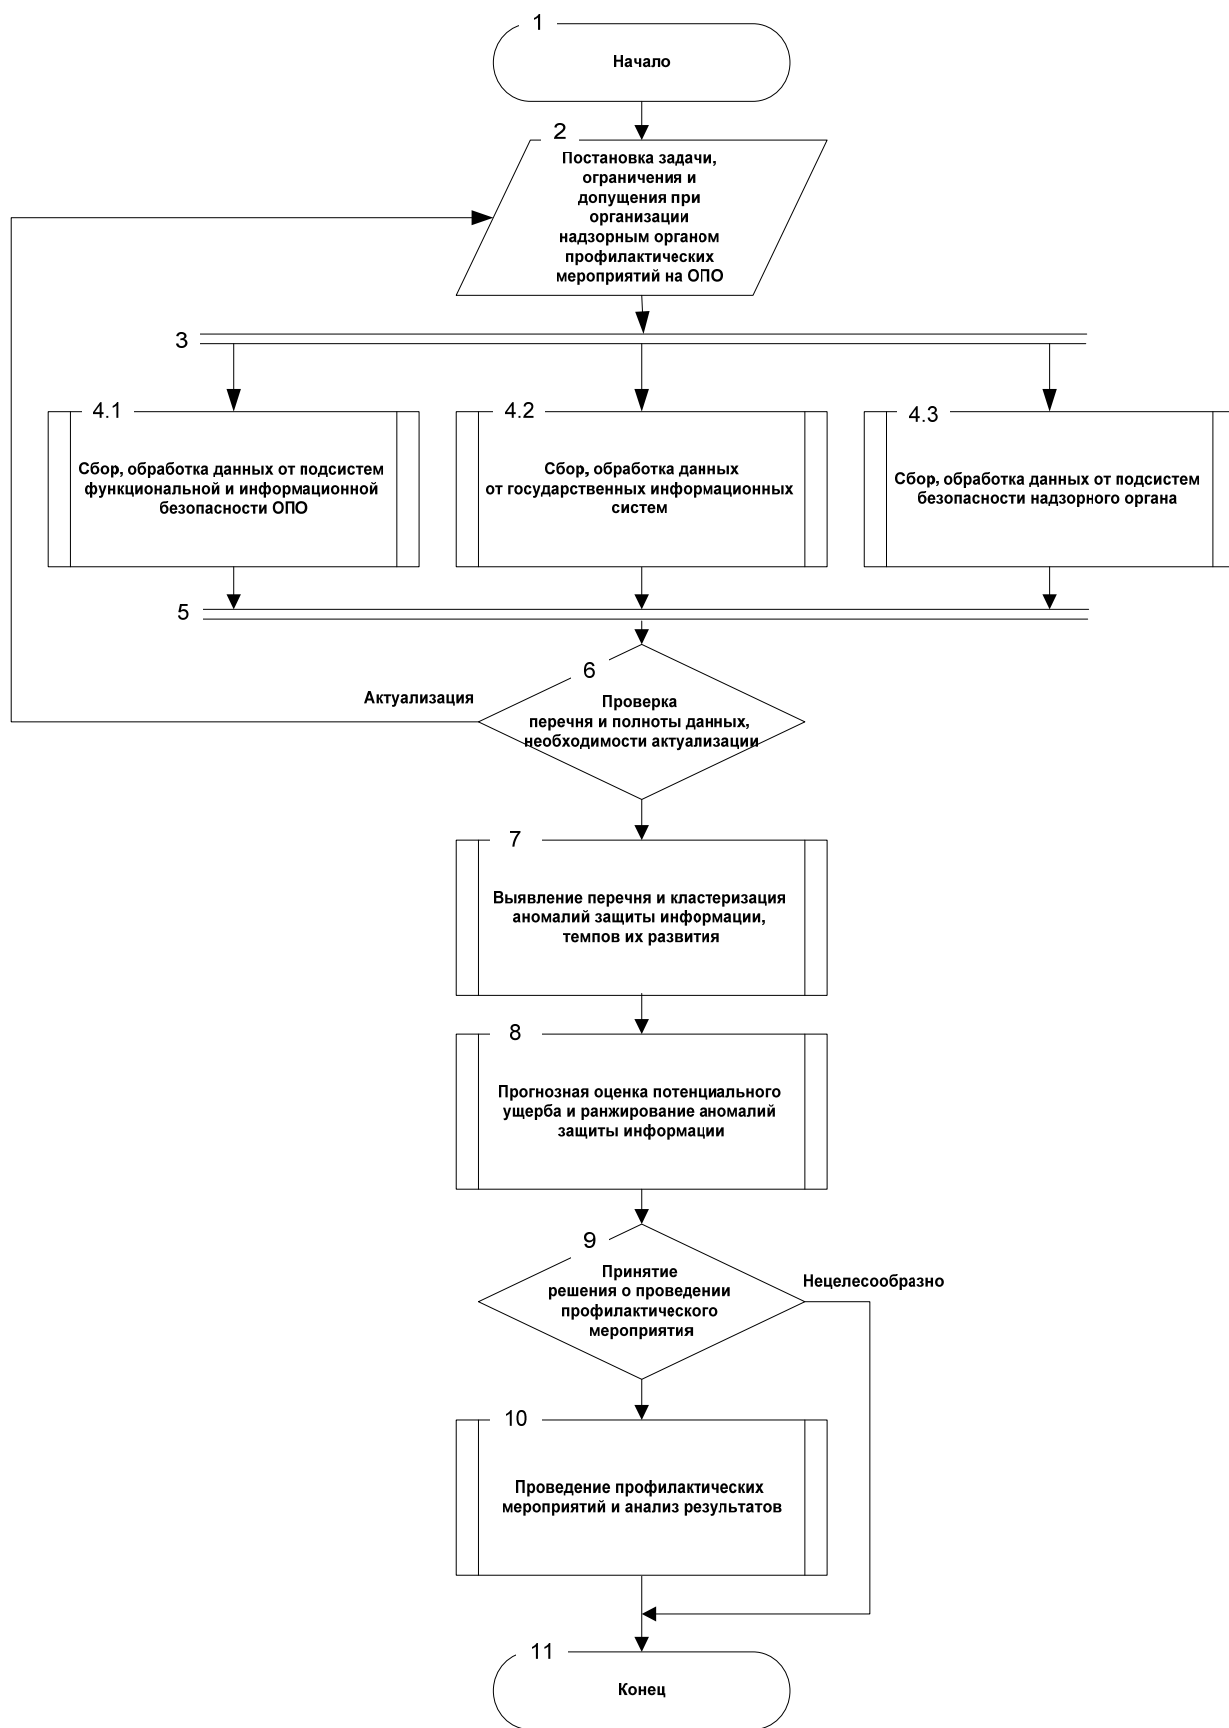 1
Начало
2
Постановка задачи,
ограничения и
допущения при
организации
надзорным органом
профилактических
мероприятий на ОПО
3
4.1
Сбор, обработка данных от подсистем
функциональной и информационной
безопасности ОПО
4.2
Сбор, обработка данных
от государственных информационных
систем
4.3
Сбор, обработка данных от подсистем
безопасности надзорного органа
5
6
Проверка
перечня и полноты данных,
необходимости актуализации
Актуализация
7
Выявление перечня и кластеризация
аномалий защиты информации,
темпов их развития
8
Прогнозная оценка потенциального
ущерба и ранжирование аномалий
защиты информации
9
Принятие
решения о проведении
профилактического
мероприятия
Нецелесообразно
10
Проведение профилактических
мероприятий и анализ результатов
11
Конец